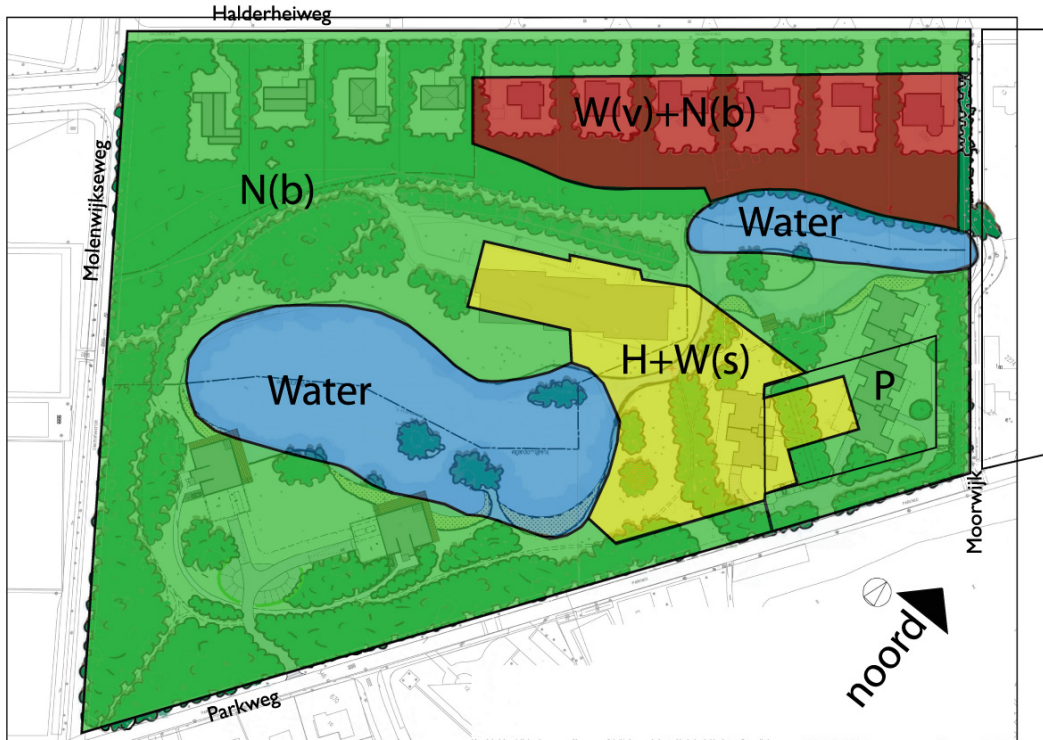 Halderheiweg
W(v)+N(b)
N(b)
Molenwijkseweg
Water
H+W(s)
Water
P
Moorwijk
noord
Parkweg